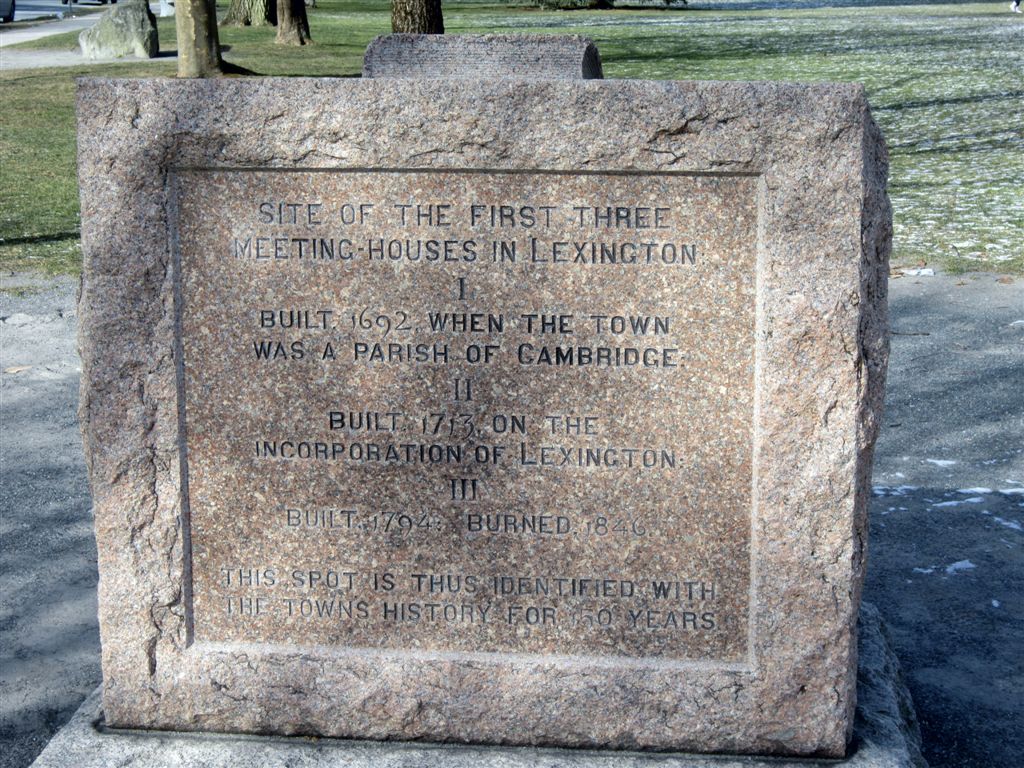 SITE OF THE FIRST THREE
MEETING-HOUSES IN LEXINGTON:
I
BUILT, 1692, WHEN THE TOWN
WAS A PARISH OF CAMBRIDGE:
II
BUILT, 1713, ON THE
INCORPORATION OF LEXINGTON:
III
BUILT, 1794: BURNED, 1846
THIS SPOT IS THUS IDENTIFIED WITH
THE TOWNS HISTORY FOR 150 YEARS